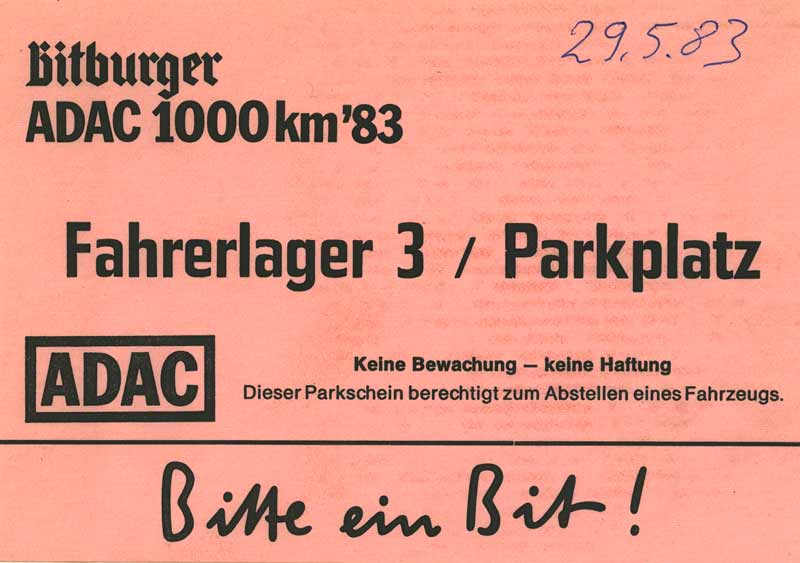 29.5.83
Bitburger
ADAC 1000 km '83
Fahrerlager 3 / Parkplatz
ADAC
Keine Bewachung – keine Haftung
Dieser Parkschein berechtigt zum Abstellen eines Fahrzeugs.
Bitte ein Bit!